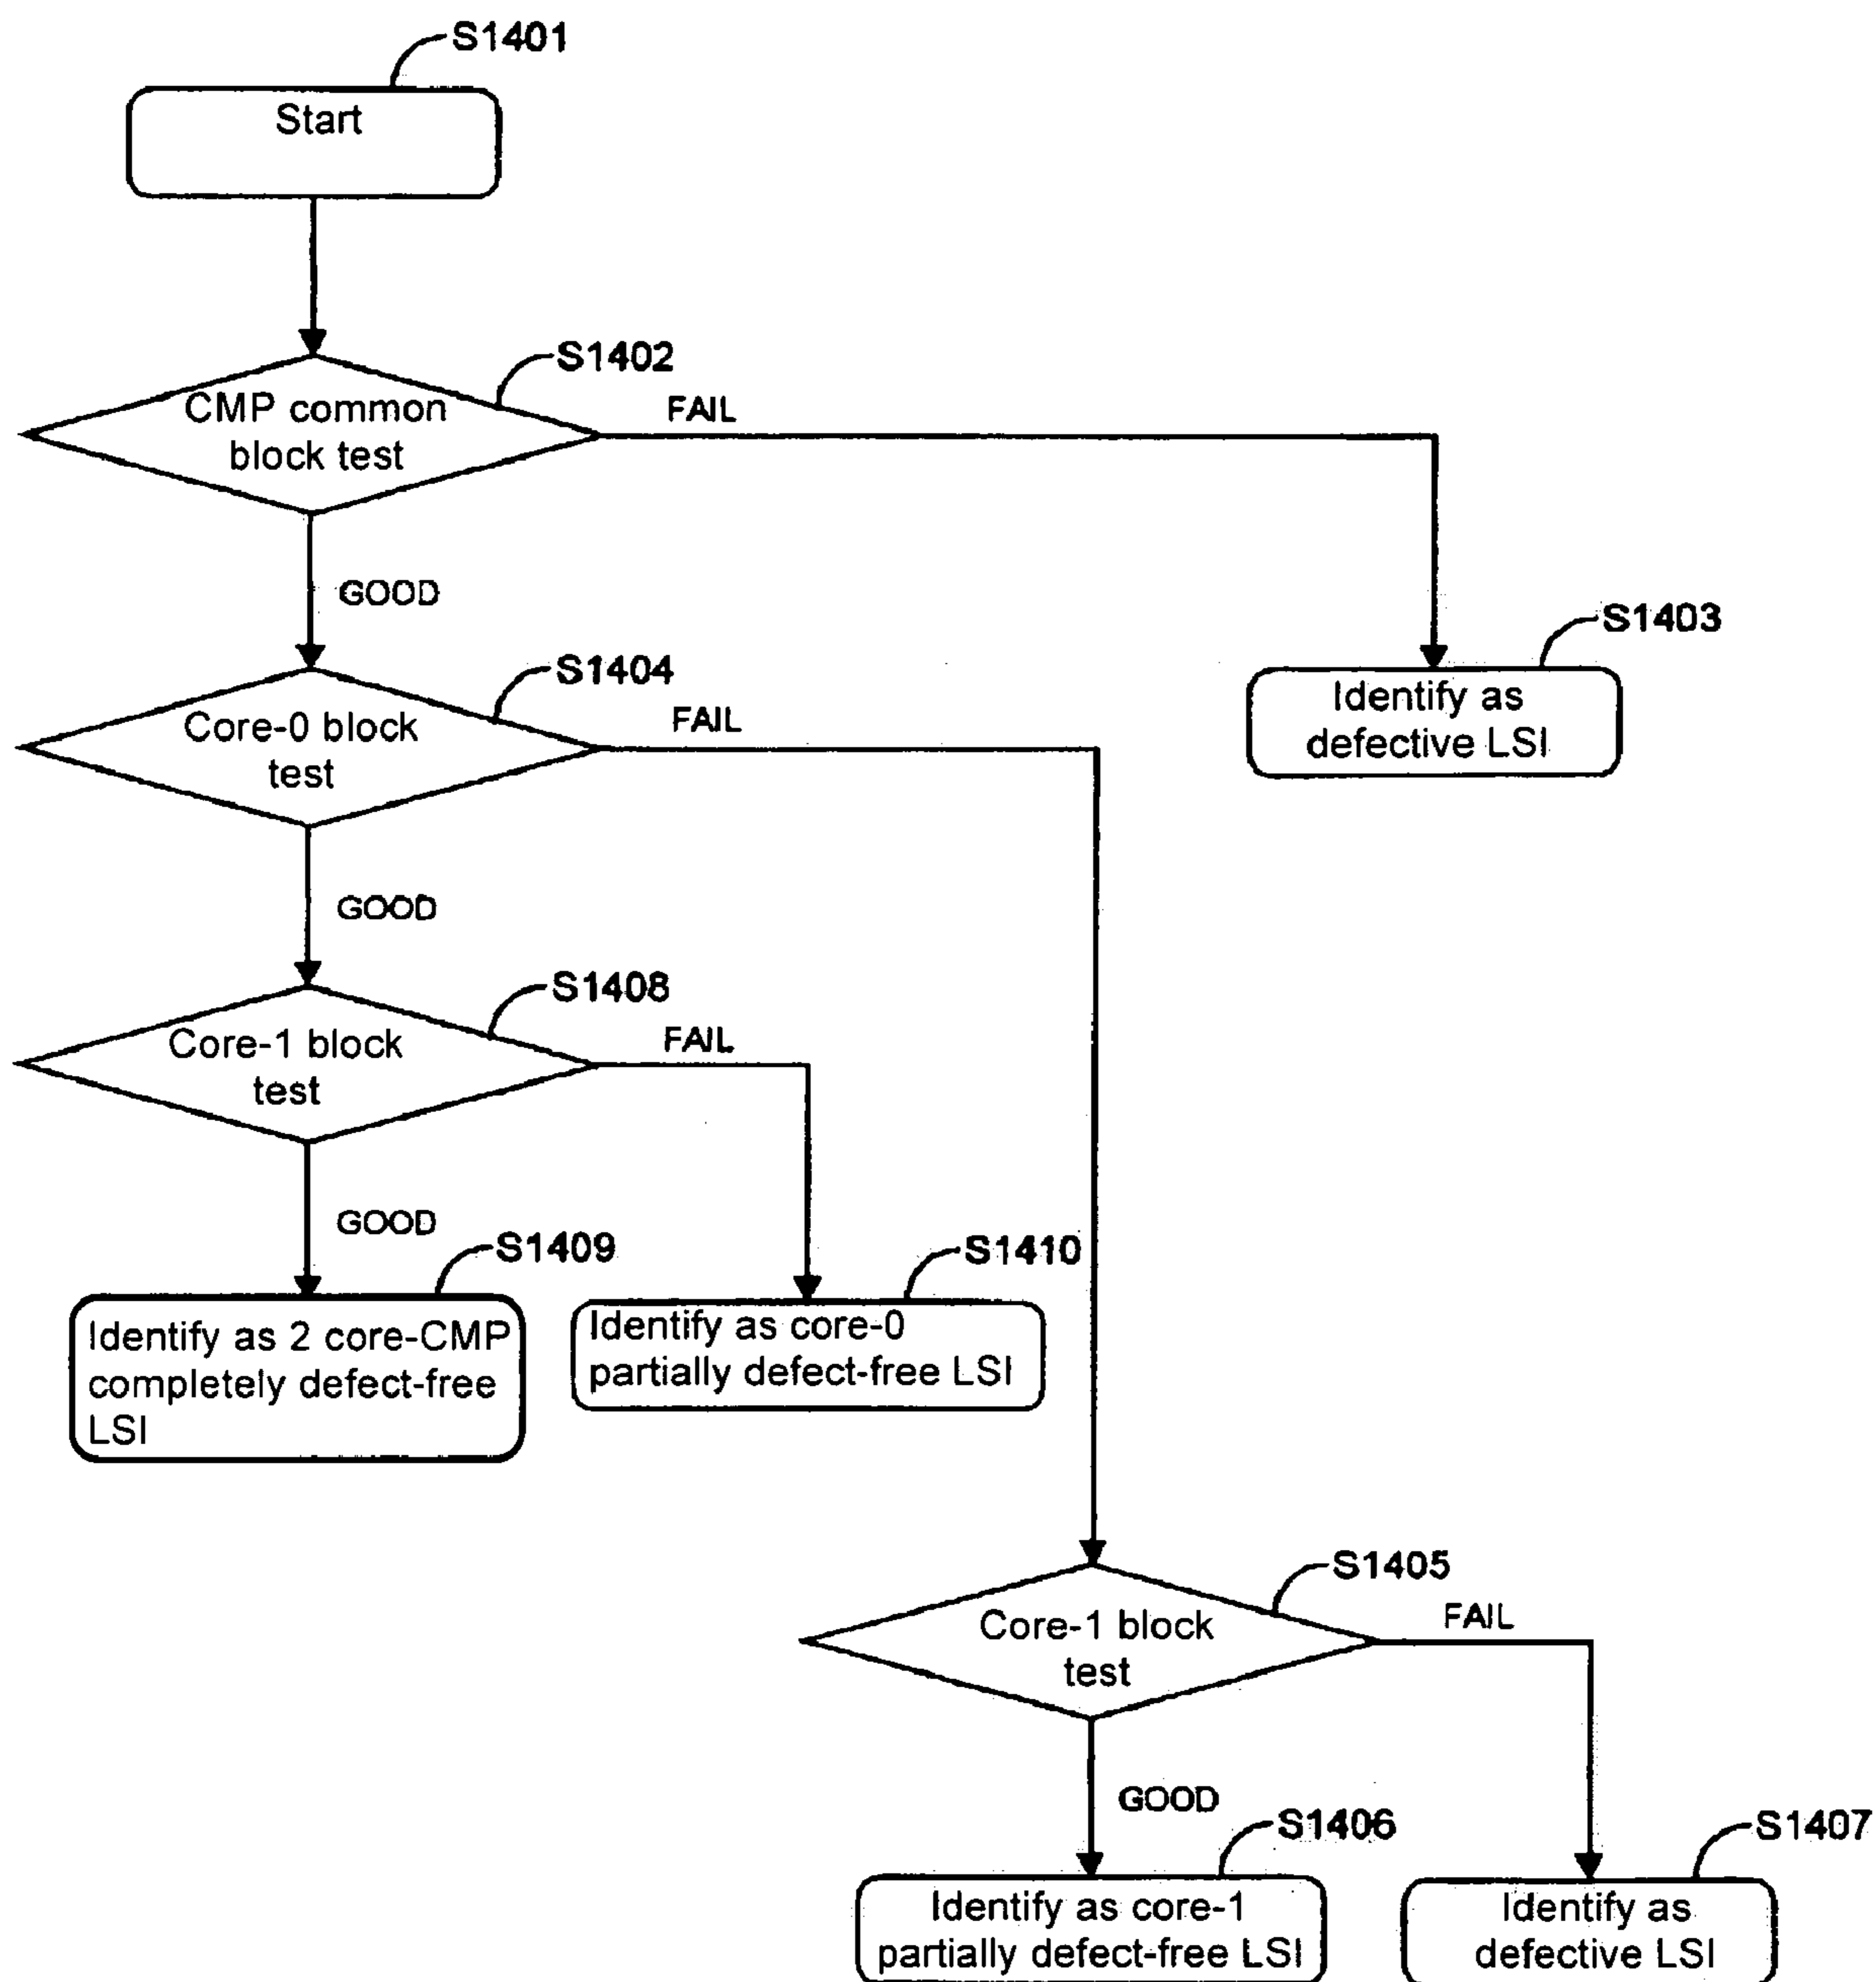 S1401
Start
S1402
CMP common
block test
FAIL
GOOD
S1403
Identify as
defective LSI
S1404
Core-0 block
test
FAIL
GOOD
S1408
Core-1 block
test
FAIL
GOOD
S1409
Identify as 2 core-CMP
completely defect-free
LSI
S1410
Identify as core-0
partially defect-free LSI
S1405
Core-1 block
test
FAIL
GOOD
S1406
Identify as core-1
partially defect-free LSI
S1407
Identify as
defective LSI